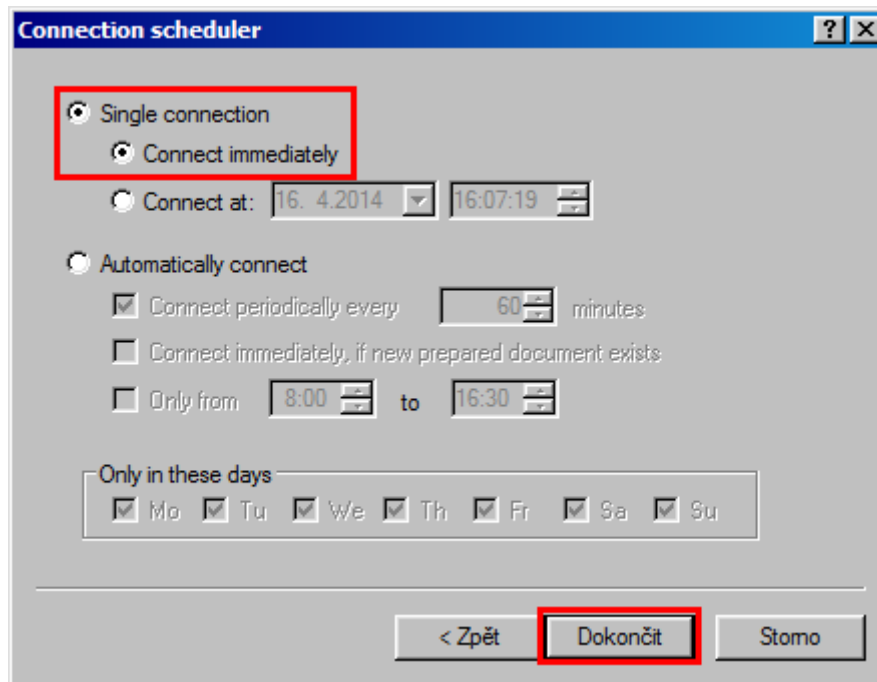 Connection scheduler
Single connection
Connect immediately
Connect at: 16. 4.2014 16:07:19
Automatically connect
Connect periodically every 60 minutes
Connect immediately, if new prepared document exists
Only from 8:00 to 16:30
Only in these days
Mo Tu We Th Fr Sa Su
< Zpět Dokončit Storno